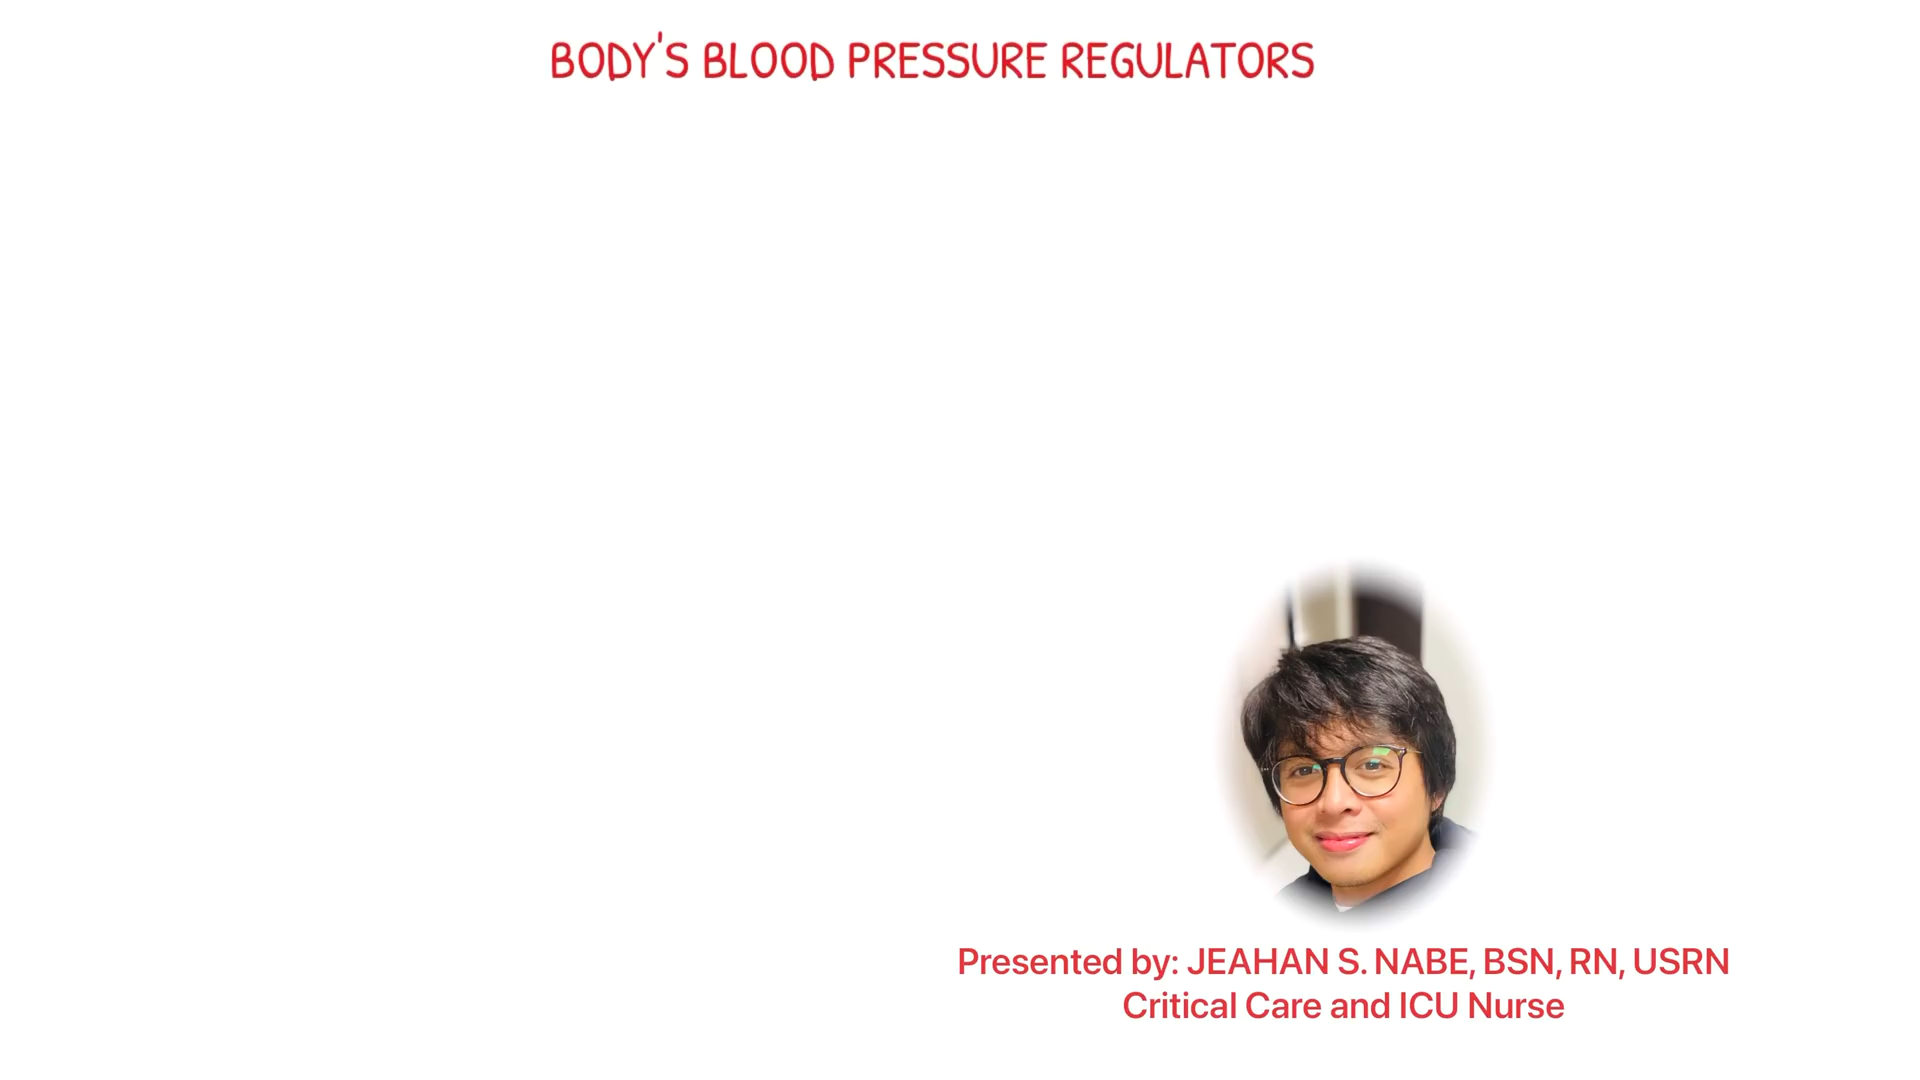 BODY'S BLOOD PRESSURE REGULATORS
Presented by: JEAHAN S. NABE, BSN, RN, USRN
Critical Care and ICU Nurse